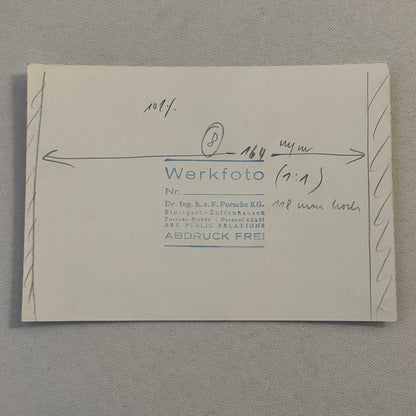 101%
8
164 m/m
Werkfoto
(1:1)
Nr.
Dr. Ing. h. c. F. Porsche KG.
118 mm hoch
Stuttgart-Zuffenhausen
ABT. PUBLIC RELATIONS
ABDRUCK FREI